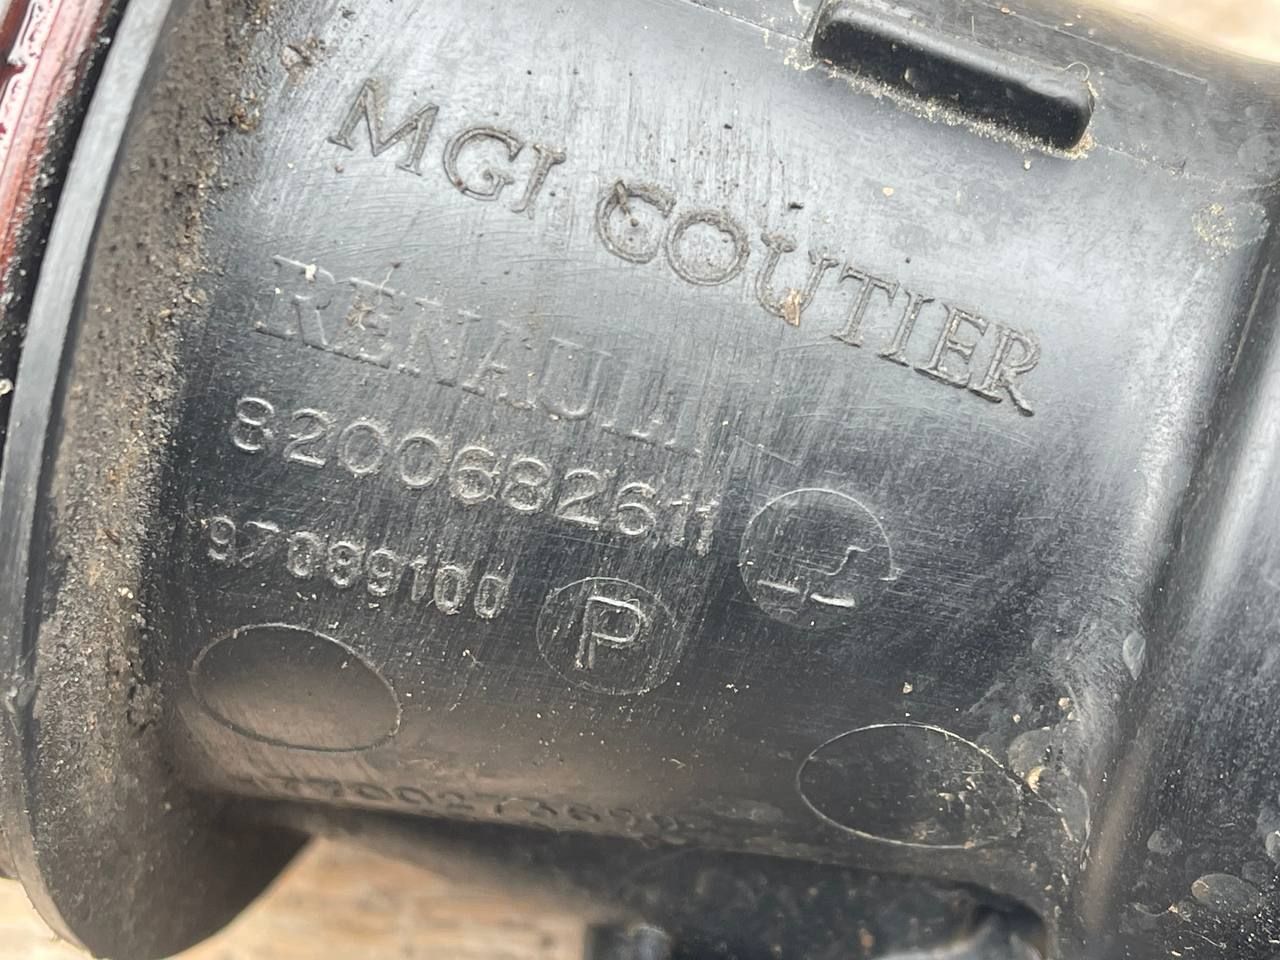 MGI COUTIER
RENAULT
8200682611
97089100
P